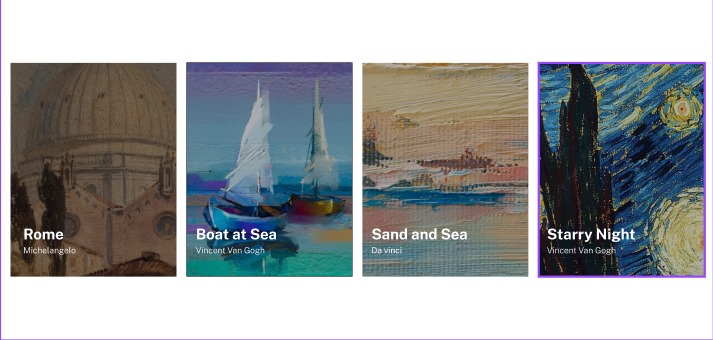 Rome
Michelangelo
Boat at Sea
Vincent Van Gogh
Sand and Sea
Da vinci
Starry Night
Vincent Van Gogh